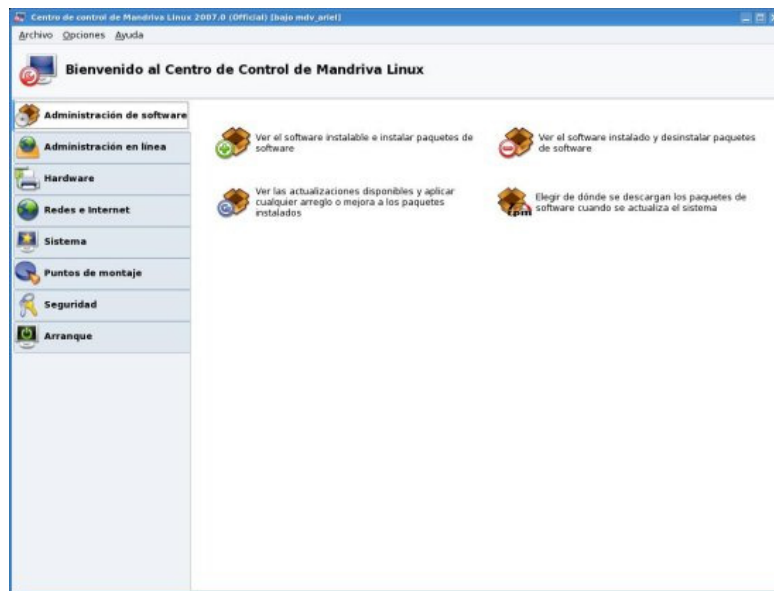 Centro de control de Mandriva Linux 2007.0 (Official) [bajo mdv_ariel]
Archivo Opciones Ayuda
Bienvenido al Centro de Control de Mandriva Linux
Administración de software
Administración en línea
Hardware
Redes e Internet
Sistema
Puntos de montaje
Seguridad
Arranque
Ver el software instalable e instalar paquetes de
software
Ver el software instalado y desinstalar paquetes
de software
Ver las actualizaciones disponibles y aplicar
cualquier arreglo o mejora a los paquetes
instalados
rpm
Elegir de dónde se descargan los paquetes de
software cuando se actualiza el sistema